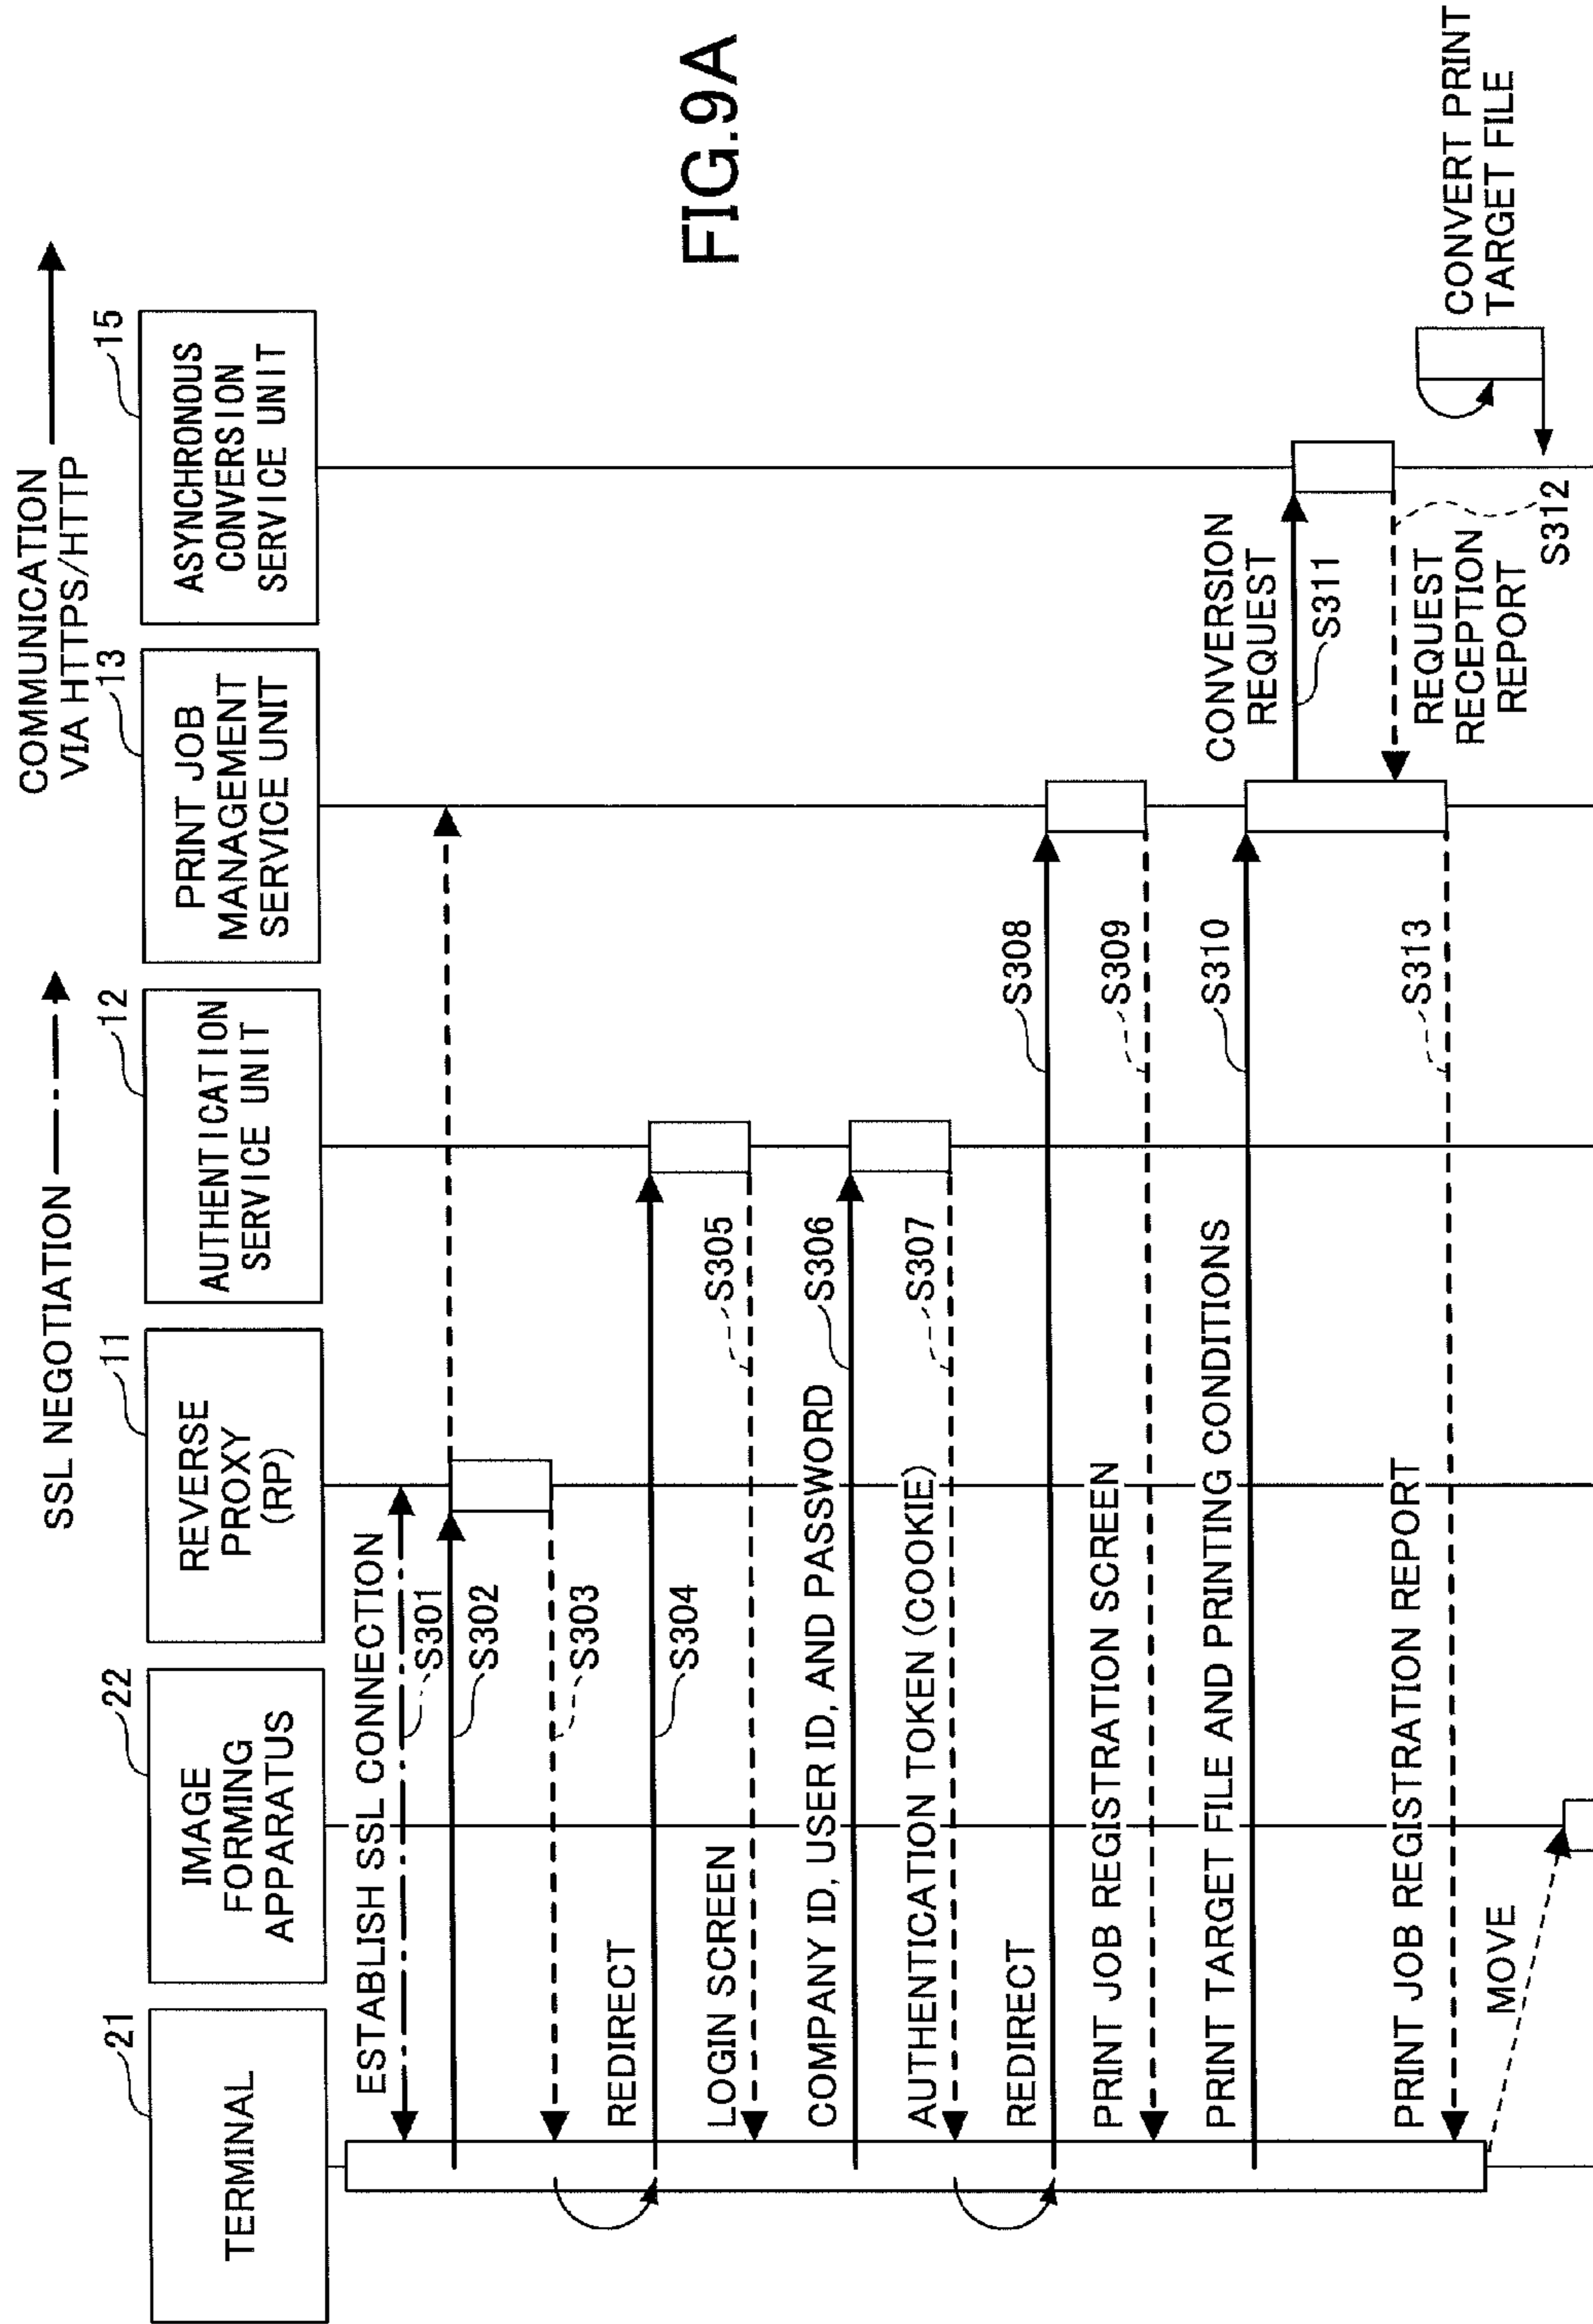 FIG.9A
SSL NEGOTIATION
COMMUNICATION
VIA HTTPS/HTTP
21
TERMINAL
22
IMAGE
FORMING
APPARATUS
11
REVERSE
PROXY
(RP)
12
AUTHENTICATION
SERVICE UNIT
13
PRINT JOB
MANAGEMENT
SERVICE UNIT
15
ASYNCHRONOUS
CONVERSION
SERVICE UNIT
ESTABLISH SSL CONNECTION
S301
S302
S303
REDIRECT
S304
LOGIN SCREEN
S305
COMPANY ID, USER ID, AND PASSWORD
S306
AUTHENTICATION TOKEN (COOKIE)
S307
REDIRECT
S308
PRINT JOB REGISTRATION SCREEN
S309
PRINT TARGET FILE AND PRINTING CONDITIONS
S310
CONVERSION
REQUEST
S311
REQUEST
RECEPTION
REPORT
S312
CONVERT PRINT
TARGET FILE
PRINT JOB REGISTRATION REPORT
S313
MOVE